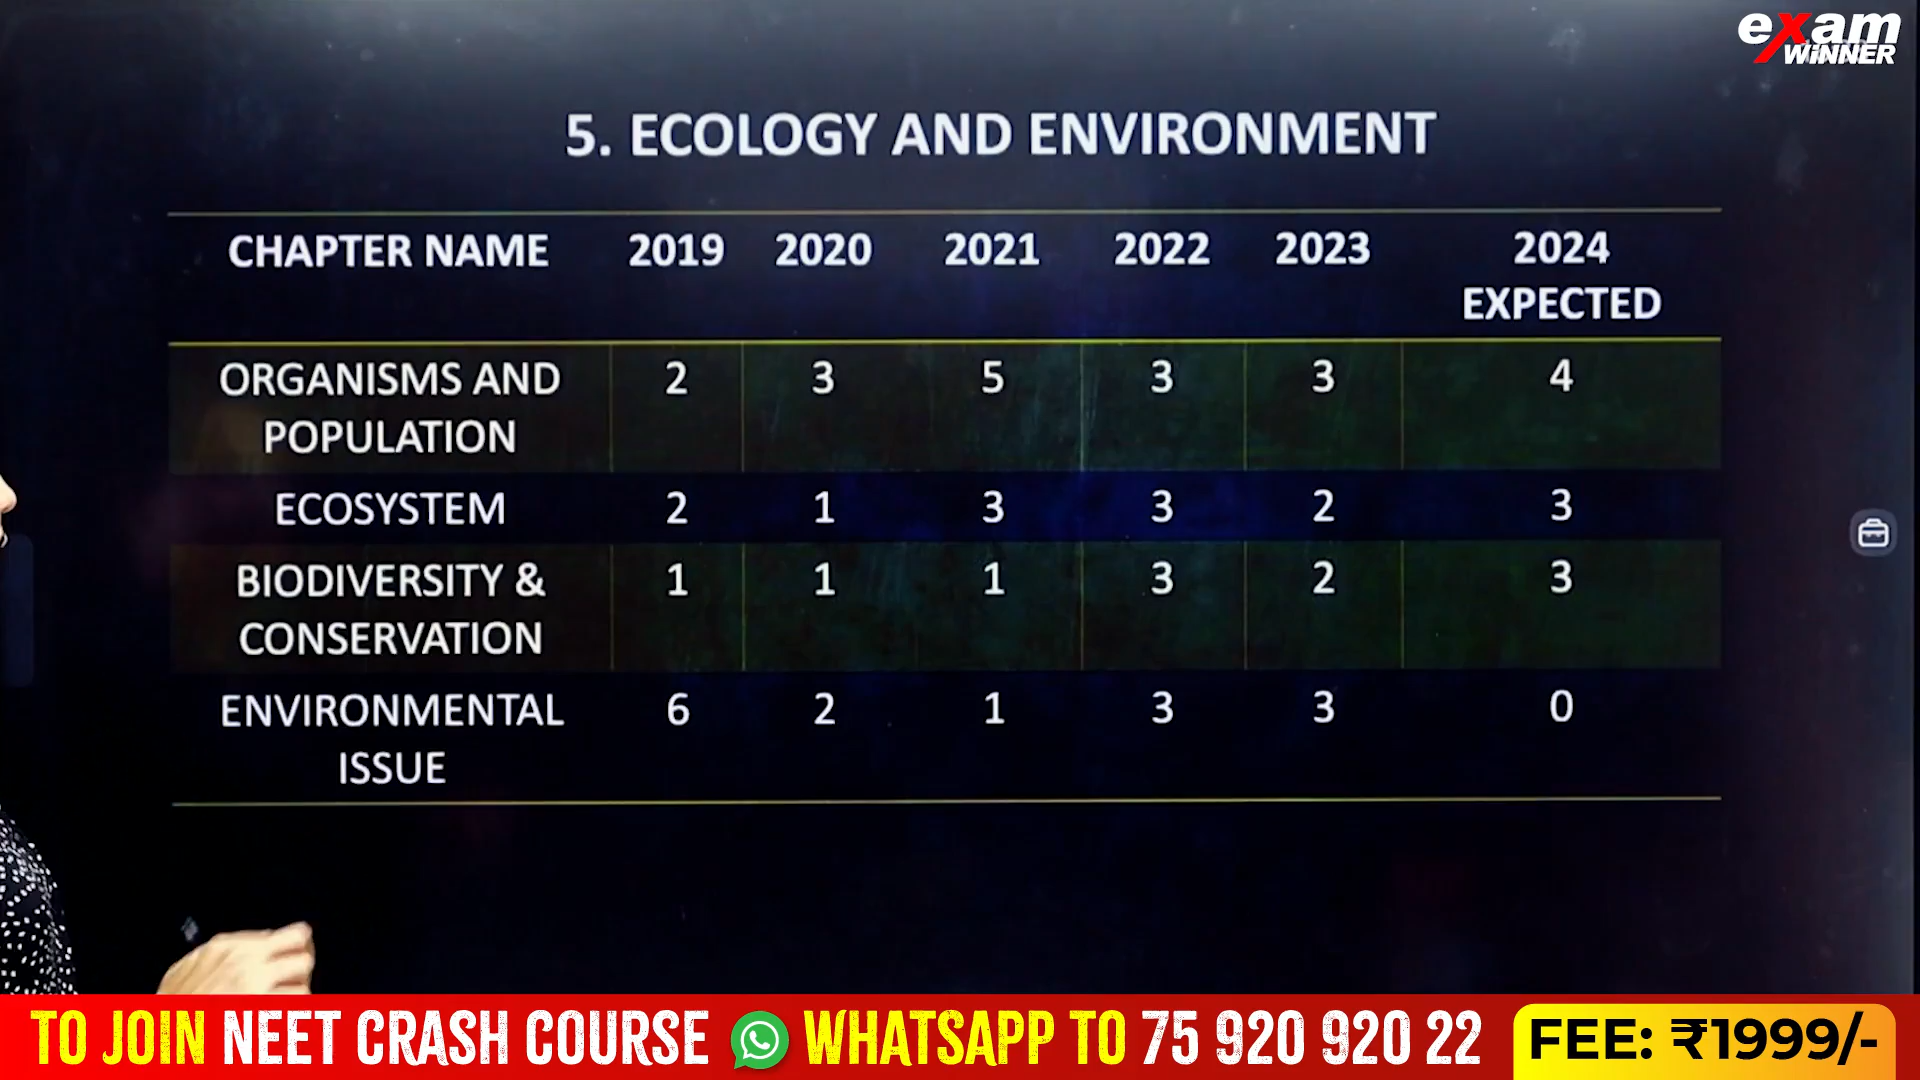 exam
WINNER
5. ECOLOGY AND ENVIRONMENT
CHAPTER NAME 2019 2020 2021 2022 2023 2024 EXPECTED
ORGANISMS AND POPULATION 2 3 5 3 3 4
ECOSYSTEM 2 1 3 3 2 3
BIODIVERSITY & CONSERVATION 1 1 1 3 2 3
ENVIRONMENTAL ISSUE 6 2 1 3 3 0
TO JOIN NEET CRASH COURSE WHATSAPP TO 75 920 920 22 FEE: ₹1999/-